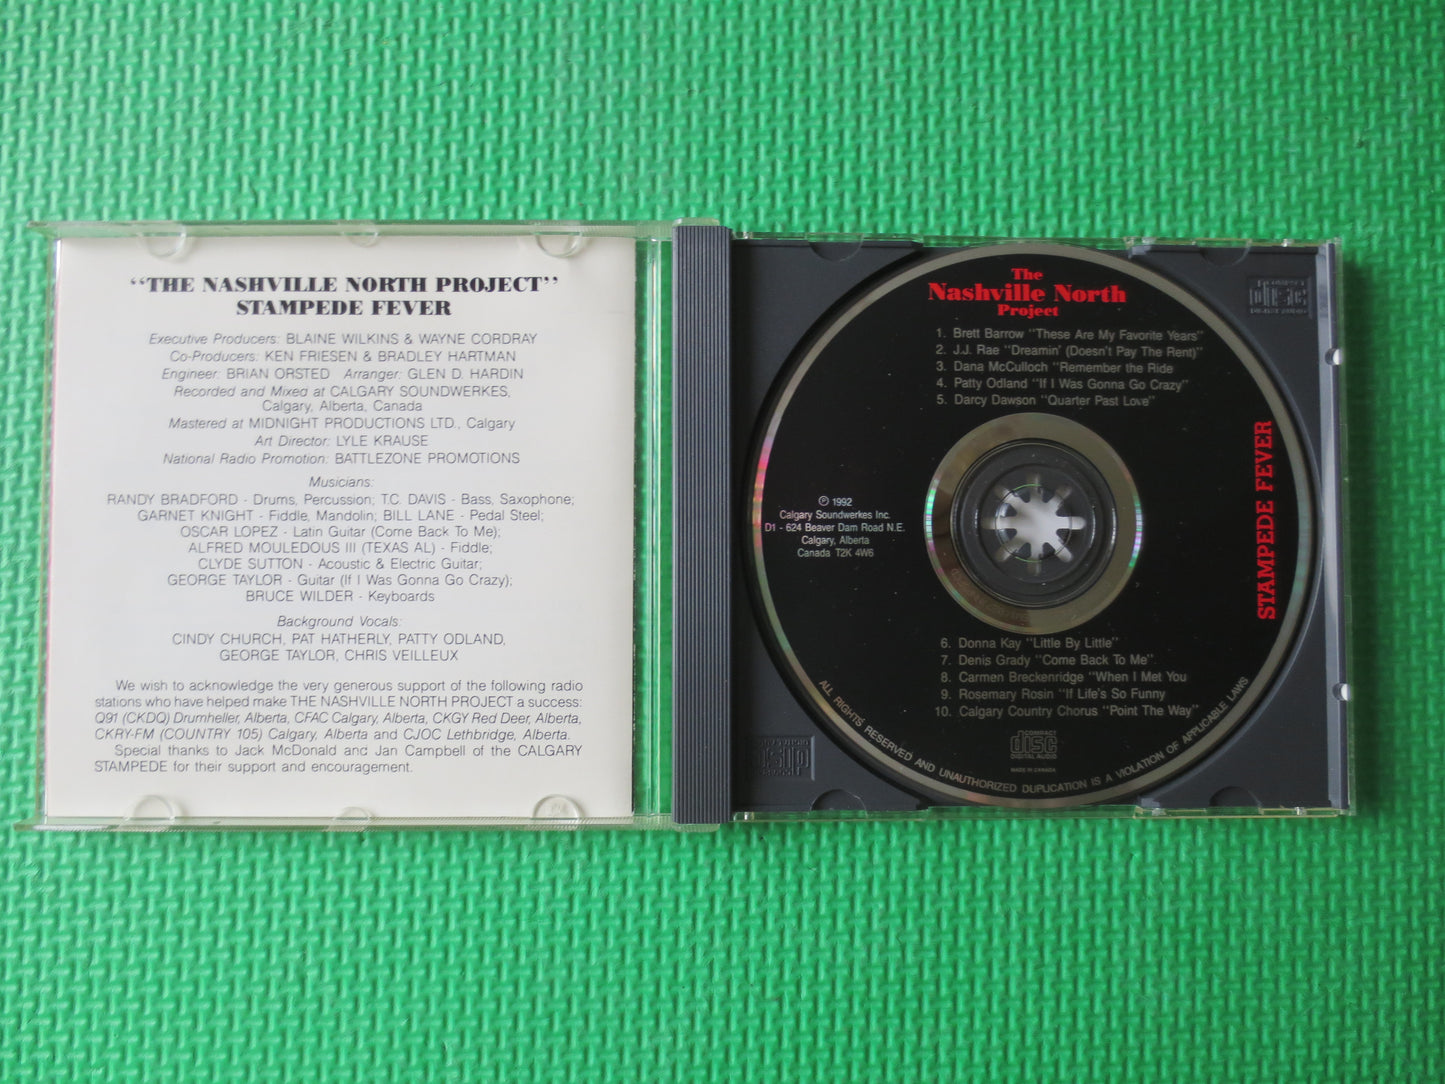 “THE NASHVILLE NORTH PROJECT”
STAMPEDE FEVER
Executive Producers: BLAINE WILKINS & WAYNE CORDRAY
Co-Producers: KEN FRIESEN & BRADLEY HARTMAN
Engineer: BRIAN ORSTED Arranger: GLEN D. HARDIN
Recorded and Mixed at CALGARY SOUNDWERKES,
Calgary, Alberta, Canada
Mastered at MIDNIGHT PRODUCTIONS LTD., Calgary
Art Director: LYLE KRAUSE
National Radio Promotion: BATTLEZONE PROMOTIONS
Musicians:
RANDY BRADFORD - Drums, Percussion; T.C. DAVIS - Bass, Saxophone;
GARNET KNIGHT - Fiddle, Mandolin; BILL LANE - Pedal Steel;
OSCAR LOPEZ - Latin Guitar (Come Back To Me);
ALFRED MOULEDOUS III (TEXAS AL) - Fiddle;
CLYDE SUTTON - Acoustic & Electric Guitar;
GEORGE TAYLOR - Guitar (If I Was Gonna Go Crazy);
BRUCE WILDER - Keyboards
Background Vocals:
CINDY CHURCH, PAT HATHERLY, PATTY ODLAND,
GEORGE TAYLOR, CHRIS VEILLEUX
We wish to acknowledge the very generous support of the following radio
stations who have helped make THE NASHVILLE NORTH PROJECT a success:
Q91 (CKDQ) Drumheller, Alberta, CFAC Calgary, Alberta, CKGY Red Deer, Alberta,
CKRY-FM (COUNTRY 105) Calgary, Alberta and CJOC Lethbridge, Alberta.
Special thanks to Jack McDonald and Jan Campbell of the CALGARY
STAMPEDE for their support and encouragement.
The
Nashville North
Project
1. Brett Barrow “These Are My Favorite Years”
2. J.J. Rae “Dreamin' (Doesn't Pay The Rent)”
3. Dana McCulloch “Remember the Ride
4. Patty Odland “If I Was Gonna Go Crazy”
5. Darcy Dawson “Quarter Past Love”
℗ 1992
Calgary Soundwerkes Inc.
D1 - 624 Beaver Dam Road N.E.
Calgary, Alberta
Canada T2K 4W6
STAMPEDE FEVER
6. Donna Kay “Little By Little”
7. Denis Grady “Come Back To Me”
8. Carmen Breckenridge “When I Met You
9. Rosemary Rosin “If Life's So Funny
10. Calgary Country Chorus “Point The Way”
COMPACT
disc
DIGITAL AUDIO
MADE IN CANADA
ALL RIGHTS RESERVED AND UNAUTHORIZED DUPLICATION IS A VIOLATION OF APPLICABLE LAWS
COMPACT
disc
DIGITAL AUDIO